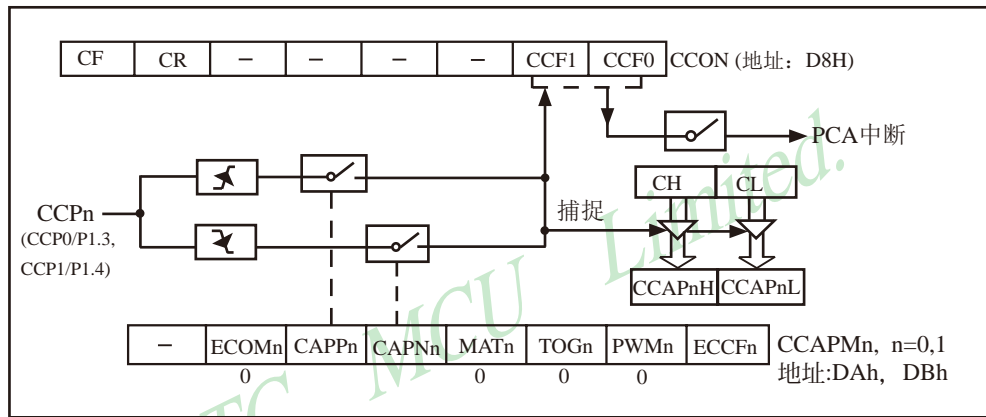 CF CR – – – – CCF1 CCF0 CCON (地址：D8H)
PCA中断
CH CL
CCPn
(CCP0/P1.3,
CCP1/P1.4)
捕捉
CCAPnH CCAPnL
– ECOMn CAPPn CAPNn MATn TOGn PWMn ECCFn
0 0 0 0
CCAPMn, n=0,1
地址:DAh, DBh
MCU Limited.